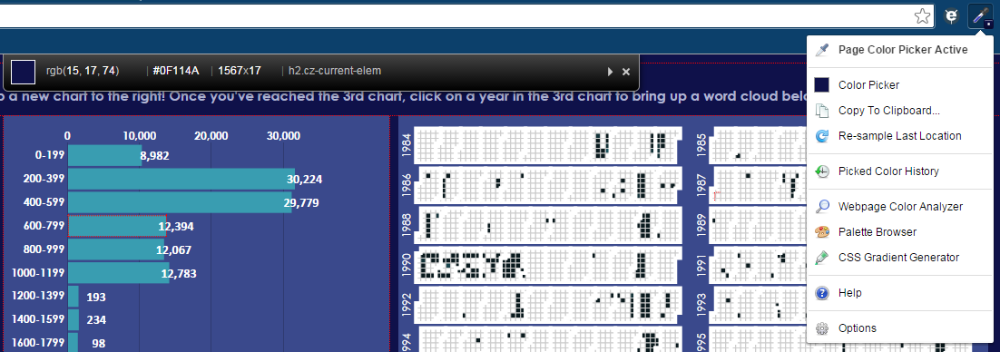 Page Color Picker Active
rgb(15, 17, 74) | #0F114A | 1567x17 | h2.cz-current-elem
a new chart to the right! Once you've reached the 3rd chart, click on a year in the 3rd chart to bring up a word cloud
0 10,000 20,000 30,000
0-199 8,982
200-399 30,224
400-599 29,779
600-799 12,394
800-999 12,067
1000-1199 12,783
1200-1399 193
1400-1599 234
1600-1799 98
1984
1986
1988
1990
1992
1994
1985
1987
1989
1991
1993
1995
Color Picker
Copy To Clipboard...
Re-sample Last Location
Picked Color History
Webpage Color Analyzer
Palette Browser
CSS Gradient Generator
Help
Options